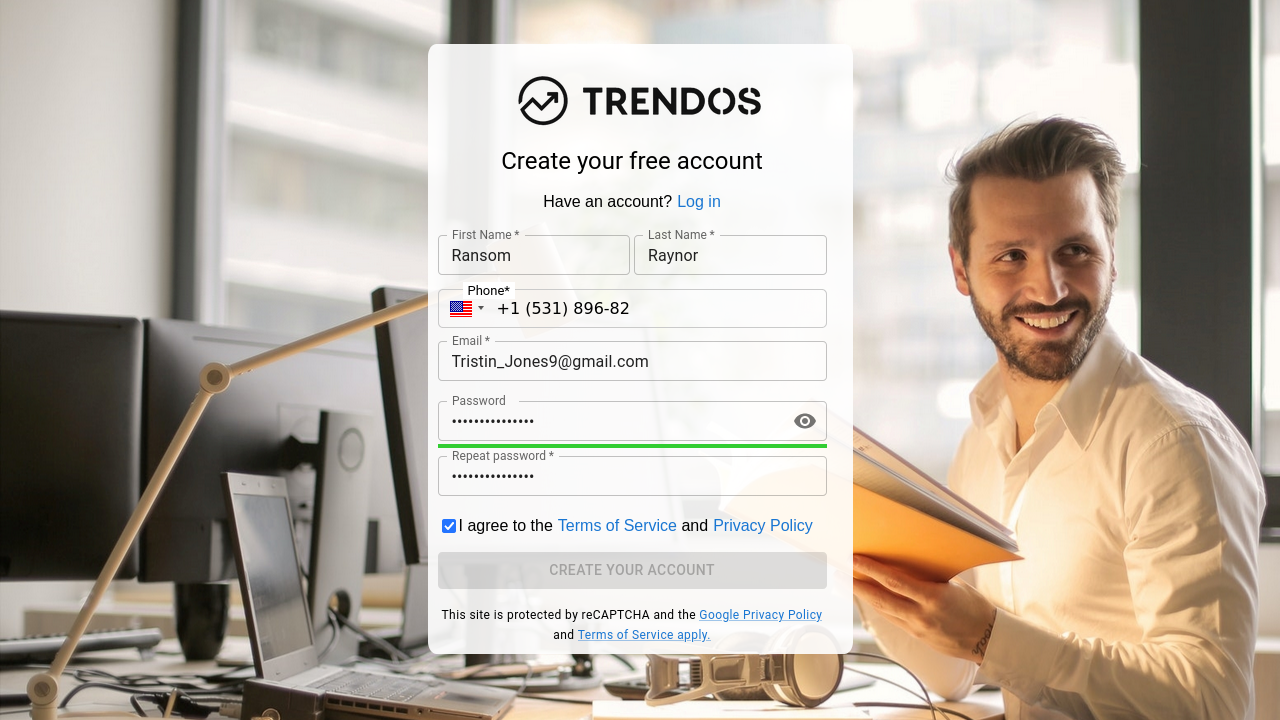 TRENDOS
Create your free account
Have an account? Log in
First Name *
Last Name *
Ransom
Raynor
Phone*
+1 (531) 896-82
Email *
Tristin_Jones9@gmail.com
Password
•••••••••••••••
Repeat password *
•••••••••••••••
I agree to the Terms of Service and Privacy Policy
CREATE YOUR ACCOUNT
This site is protected by reCAPTCHA and the Google Privacy Policy
and Terms of Service apply.